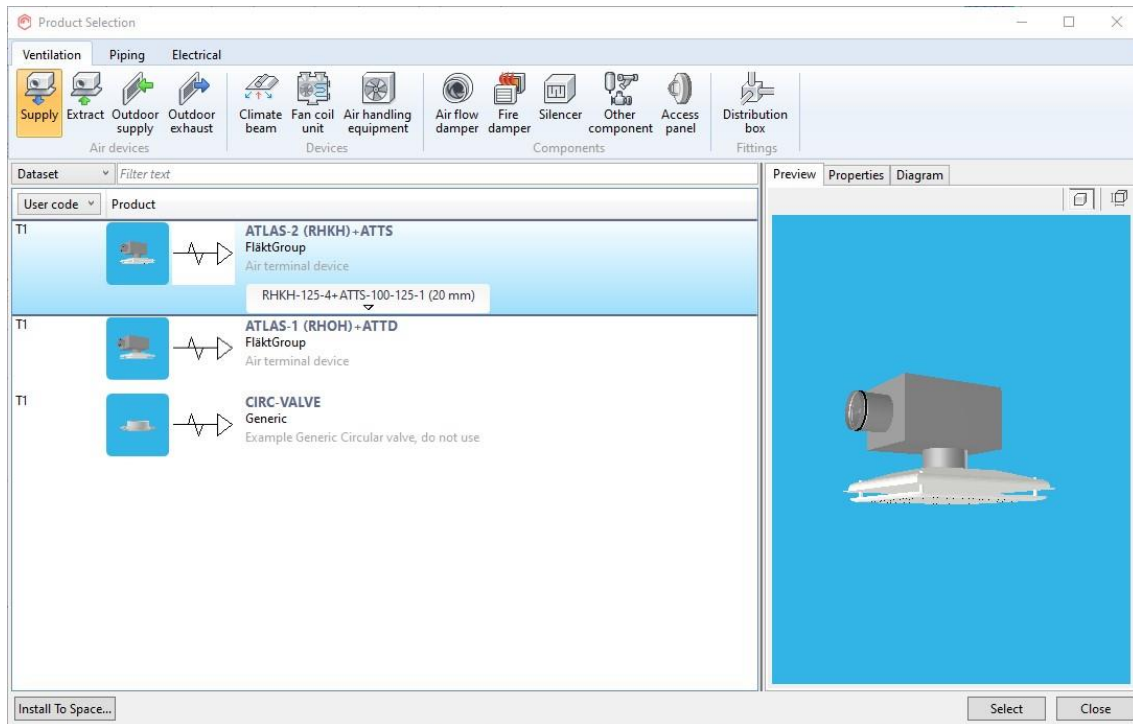 Product Selection
Ventilation Piping Electrical
Supply Extract Outdoor supply Outdoor exhaust Climate beam Fan coil unit Air handling equipment Air flow damper Fire damper Silencer Other component Access panel Distribution box
Air devices Devices Components Fittings
Dataset Filter text
Preview Properties Diagram
User code Product
T1
ATLAS-2 (RHKH)+ATTS
FläktGroup
Air terminal device
RHKH-125-4+ATTS-100-125-1 (20 mm)
T1
ATLAS-1 (RHOH)+ATTD
FläktGroup
Air terminal device
T1
CIRC-VALVE
Generic
Example Generic Circular valve, do not use
Install To Space... Select Close